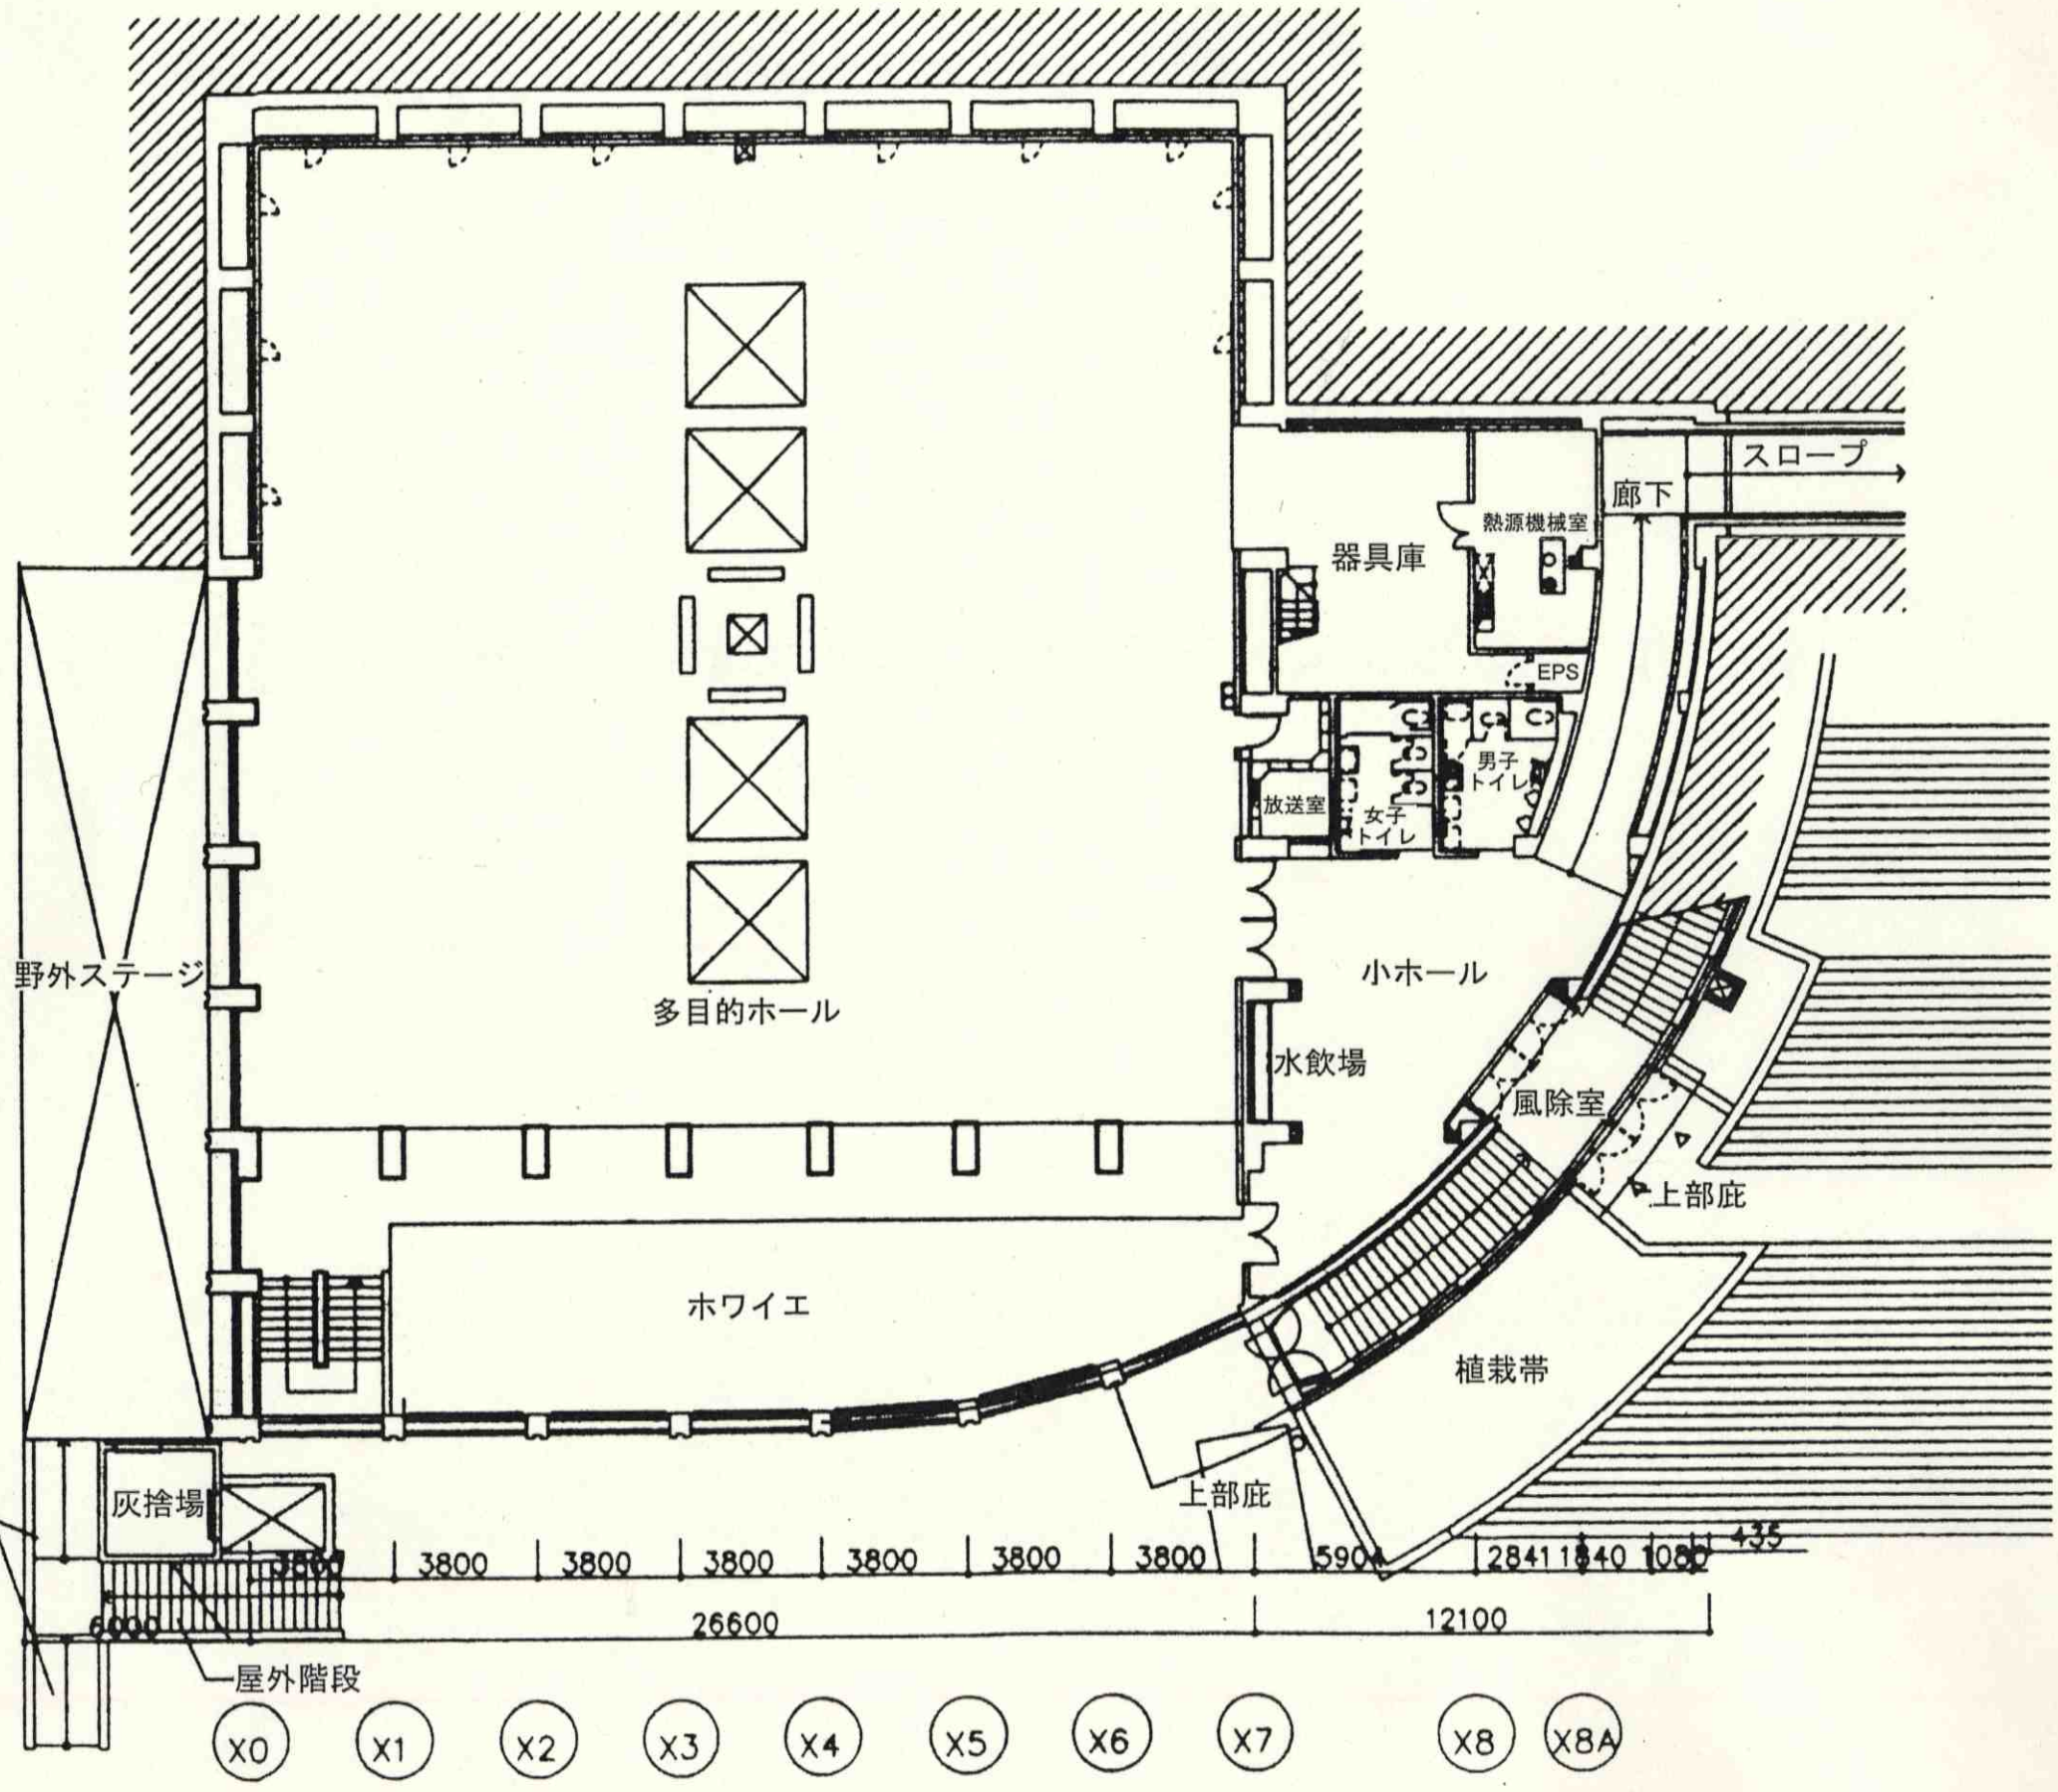 スロープ
廊下
熱源機械室
器具庫
EPS
男子
トイレ
放送室
女子
トイレ
野外ステージ
小ホール
多目的ホール
水飲場
風除室
上部庇
ホワイエ
植栽帯
上部庇
灰捨場
435
3800 3800 3800 3800 3800 3800 3800 5904 2841 1840 1080
6000 26600 12100
屋外階段
X0 X1 X2 X3 X4 X5 X6 X7 X8 X8A